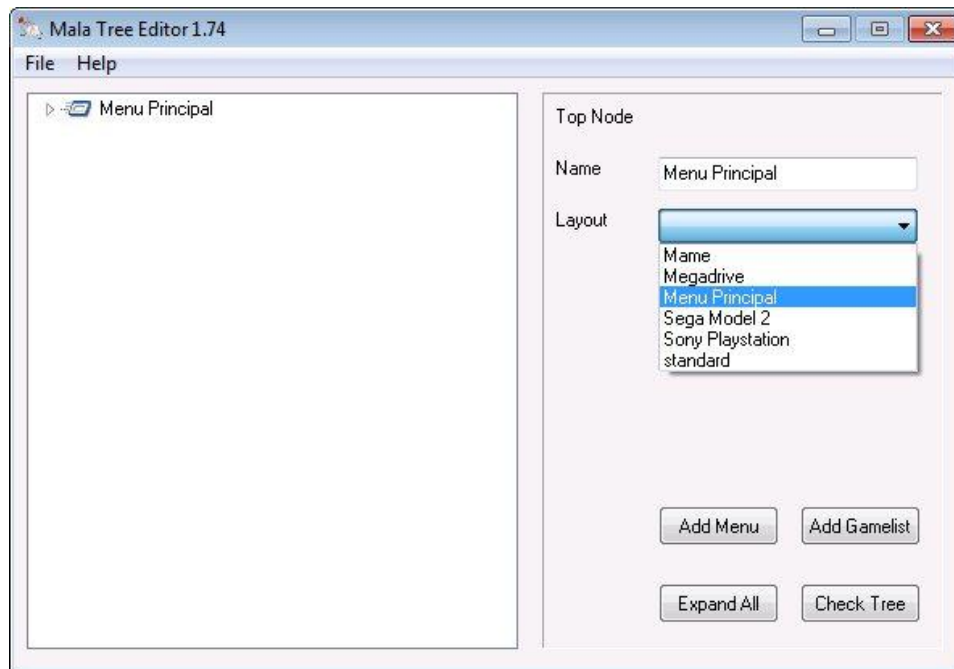 Mala Tree Editor 1.74
File Help
Menu Principal
Top Node
Name Menu Principal
Layout
Mame
Megadrive
Menu Principal
Sega Model 2
Sony Playstation
standard
Add Menu Add Gamelist
Expand All Check Tree